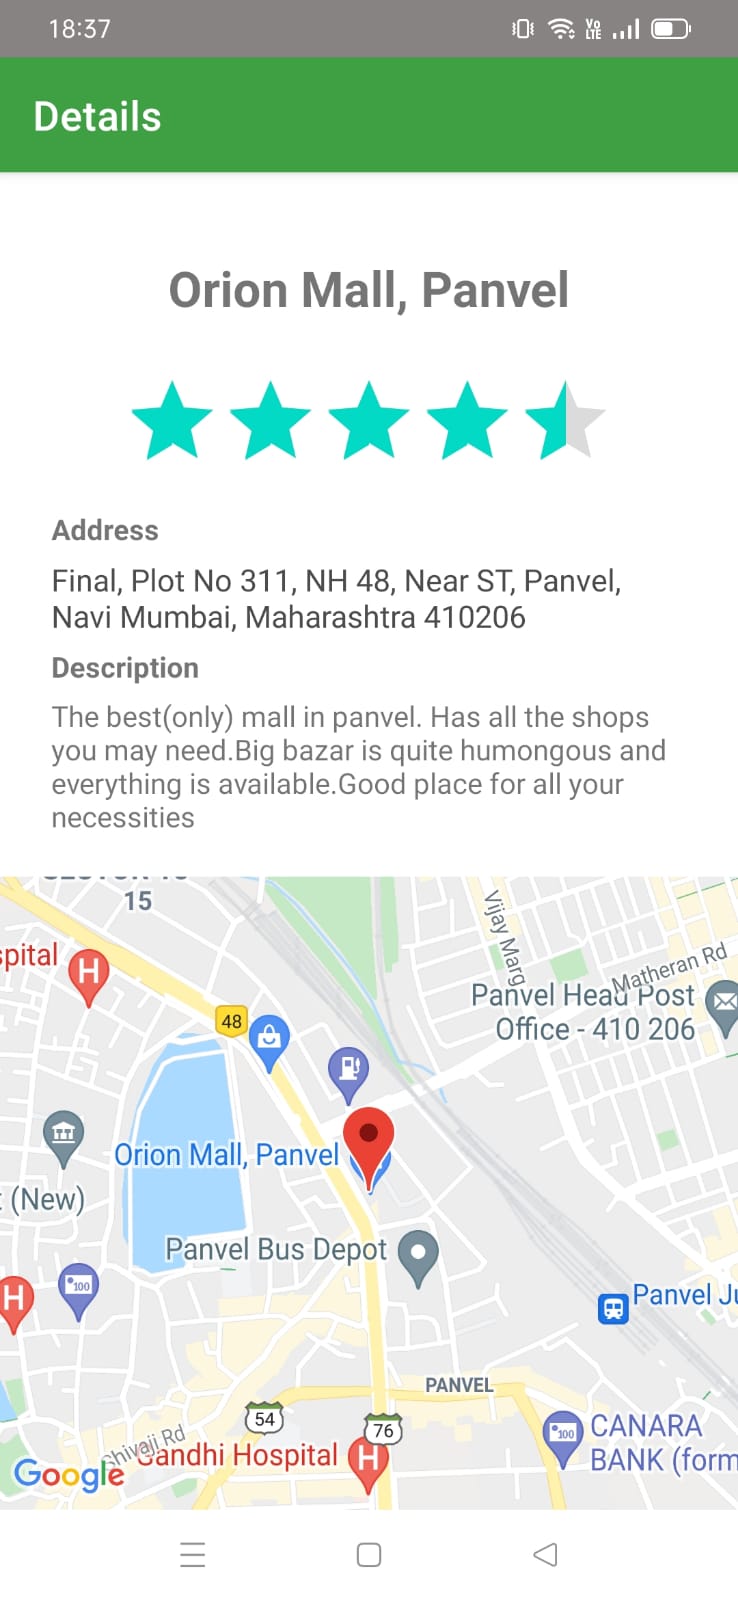 18:37
Vo
LTE
Details
Orion Mall, Panvel
Address
Final, Plot No 311, NH 48, Near ST, Panvel,
Navi Mumbai, Maharashtra 410206
Description
The best(only) mall in panvel. Has all the shops
you may need.Big bazar is quite humongous and
everything is available.Good place for all your
necessities
15
spital
H
Vijay Marg
Matheran Rd
48
Panvel Head Post
Office - 410 206
Orion Mall, Panvel
t (New)
Panvel Bus Depot
100
H
Panvel Ju
PANVEL
54
76
Shivaji Rd
Gandhi Hospital
H
100
CANARA
BANK (form
Google